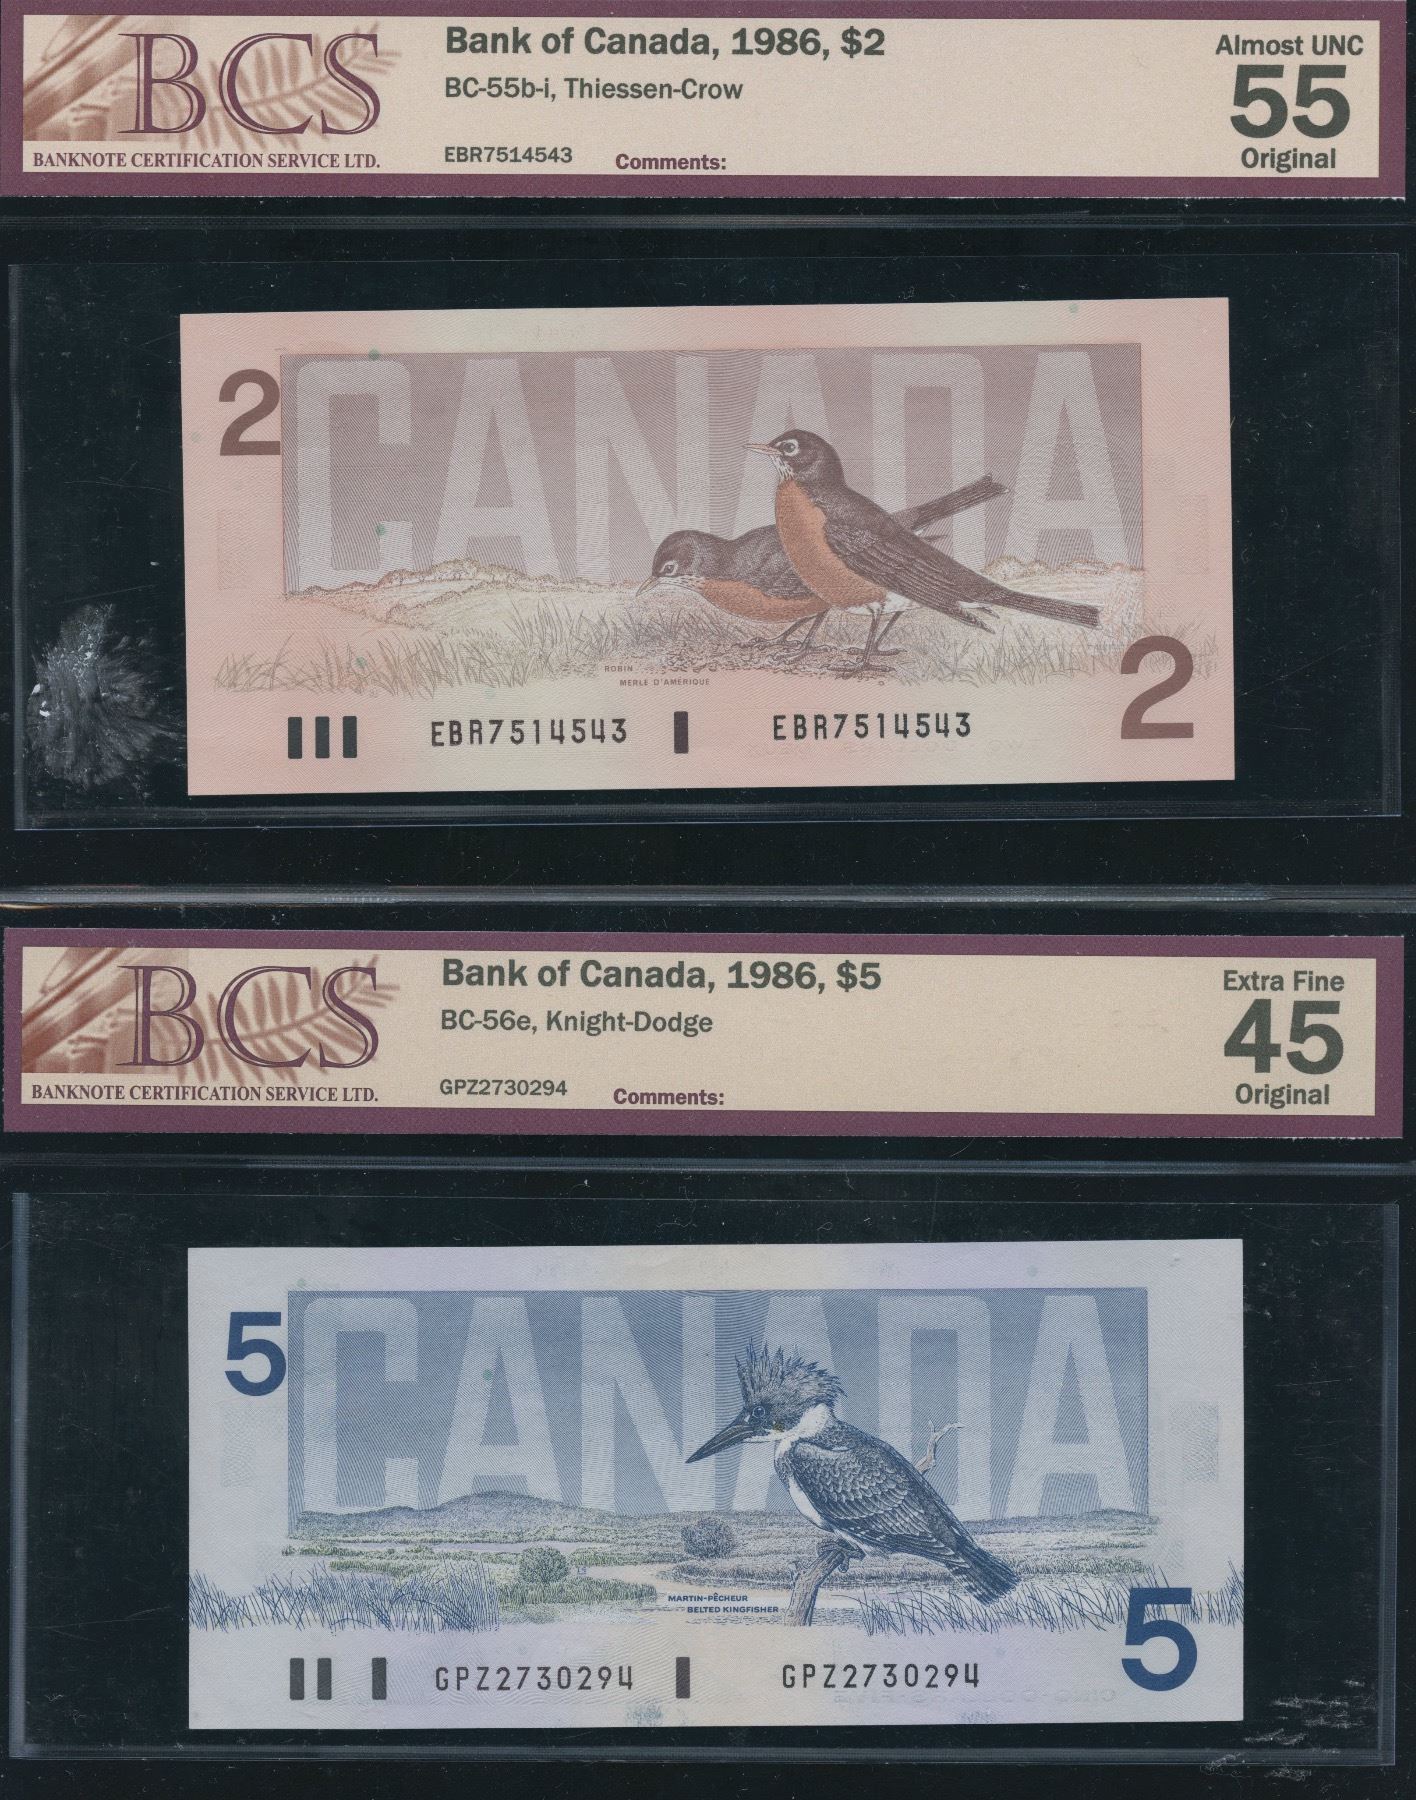 BCS
BANKNOTE CERTIFICATION SERVICE LTD.
Bank of Canada, 1986, $2
BC-55b-i, Thiessen-Crow
EBR7514543
Comments:
Almost UNC
55
Original
CANADA
2
ROBIN
MERLE D'AMÉRIQUE
EBR7514543
EBR7514543
2
BCS
BANKNOTE CERTIFICATION SERVICE LTD.
Bank of Canada, 1986, $5
BC-56e, Knight-Dodge
GPZ2730294
Comments:
Extra Fine
45
Original
CANADA
5
MARTIN-PÊCHEUR
BELTED KINGFISHER
GPZ2730294
GPZ2730294
5